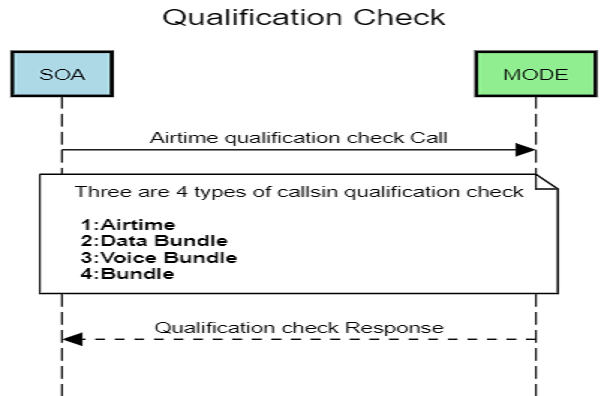 Qualification Check
SOA
MODE
Airtime qualification check Call
Three are 4 types of callsin qualification check
1:Airtime
2:Data Bundle
3:Voice Bundle
4:Bundle
Qualification check Response